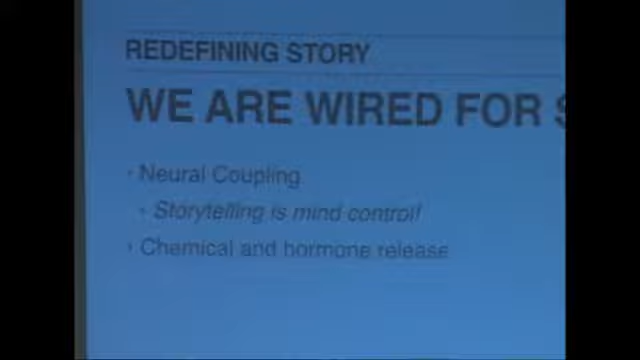 REDEFINING STORY
WE ARE WIRED FOR
• Neural Coupling
• Storytelling is mind control!
• Chemical and hormone release